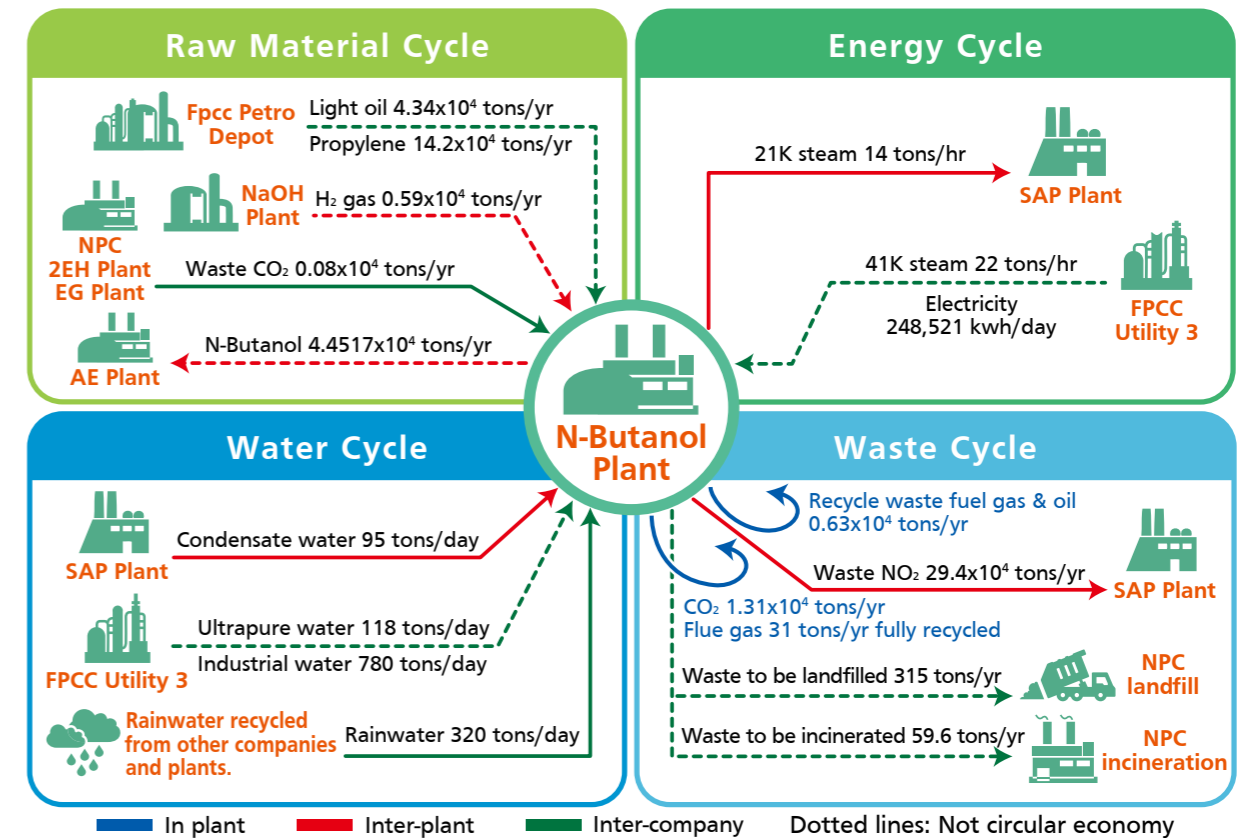 Raw Material Cycle
Fpcc Petro
Depot
Light oil 4.34x10⁴ tons/yr
Propylene 14.2x10⁴ tons/yr
NaOH
Plant
H₂ gas 0.59x10⁴ tons/yr
NPC
2EH Plant
EG Plant
Waste CO₂ 0.08x10⁴ tons/yr
AE Plant
N-Butanol 4.4517x10⁴ tons/yr
Energy Cycle
21K steam 14 tons/hr
SAP Plant
41K steam 22 tons/hr
Electricity
248,521 kwh/day
FPCC
Utility 3
N-Butanol
Plant
Water Cycle
SAP Plant
Condensate water 95 tons/day
FPCC Utility 3
Ultrapure water 118 tons/day
Industrial water 780 tons/day
Rainwater recycled
from other companies
and plants.
Rainwater 320 tons/day
Waste Cycle
Recycle waste fuel gas & oil
0.63x10⁴ tons/yr
Waste NO₂ 29.4x10⁴ tons/yr
SAP Plant
CO₂ 1.31x10⁴ tons/yr
Flue gas 31 tons/yr fully recycled
Waste to be landfilled 315 tons/yr
NPC
landfill
Waste to be incinerated 59.6 tons/yr
NPC
incineration
In plant
Inter-plant
Inter-company
Dotted lines: Not circular economy